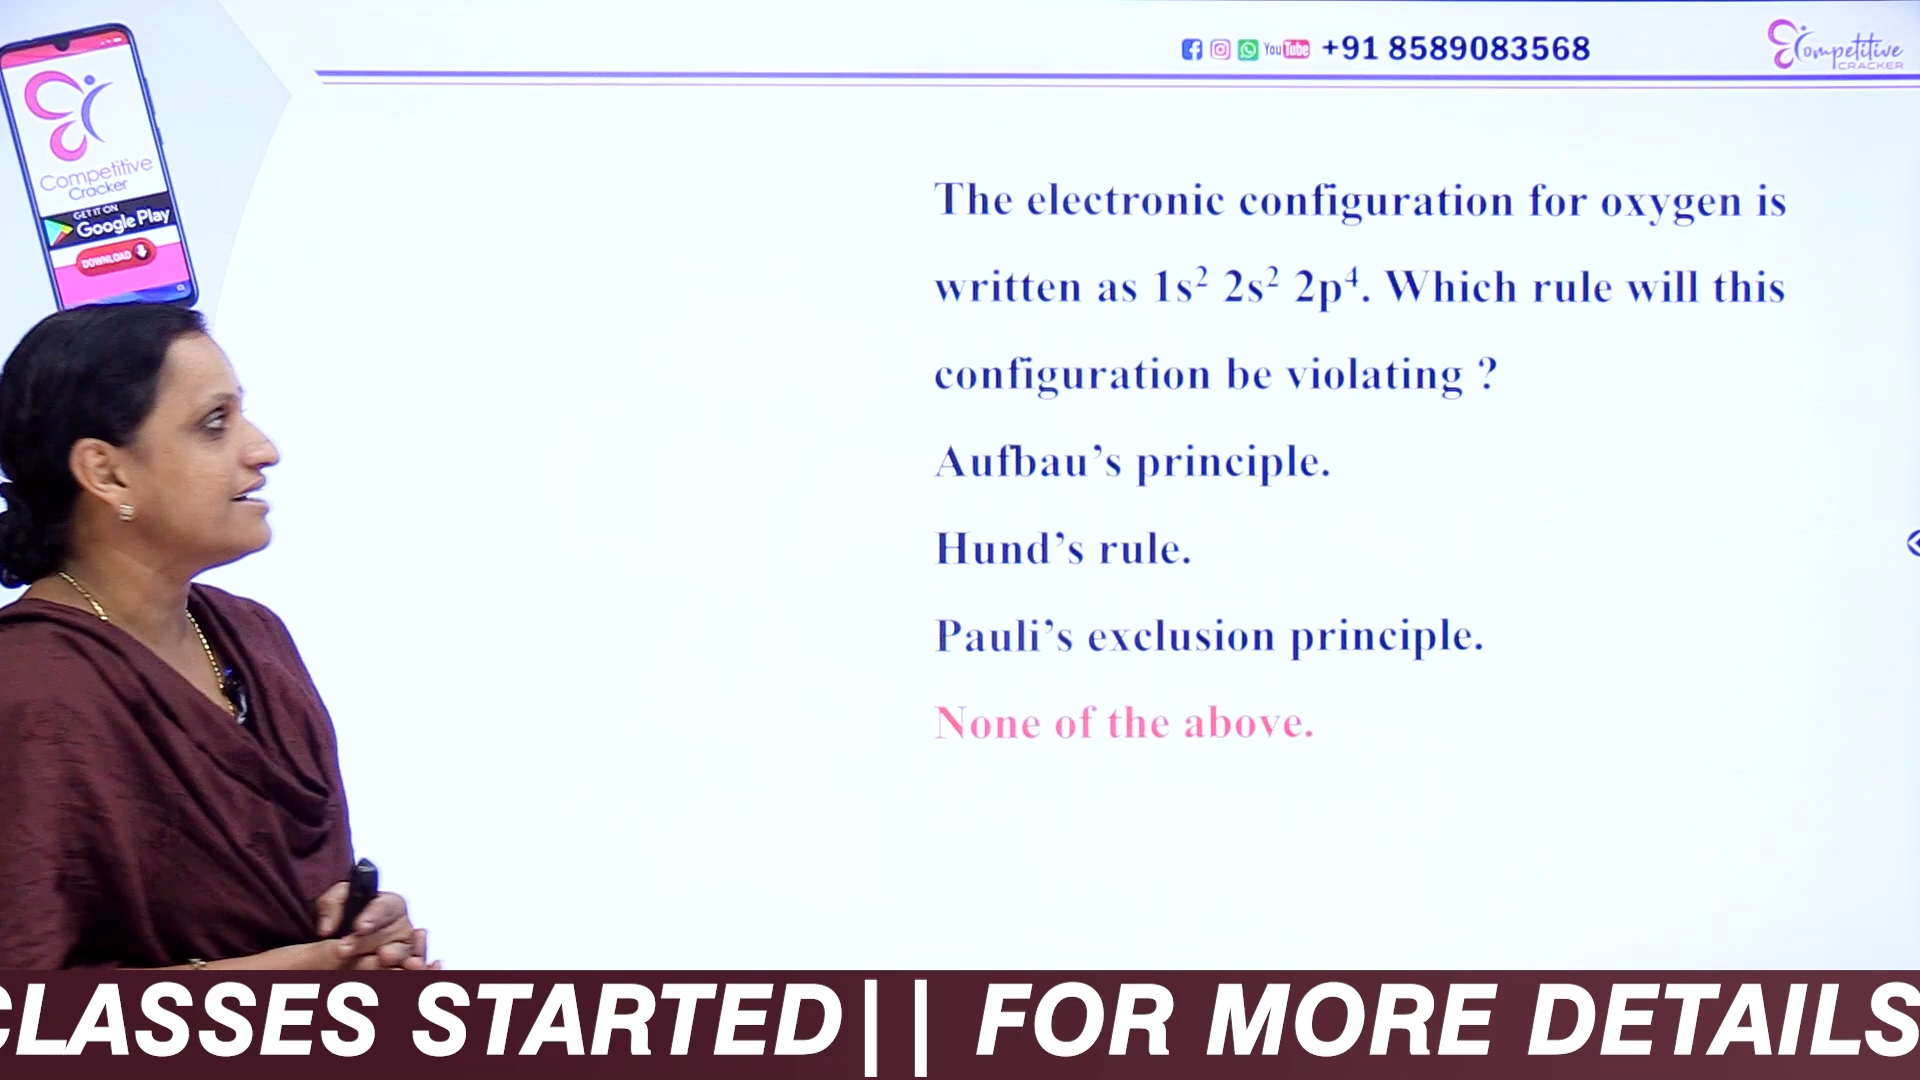 You Tube +91 8589083568
Competitive
CRACKER
Competitive
Cracker
GET IT ON
Google Play
DOWNLOAD
The electronic configuration for oxygen is
written as 1s² 2s² 2p⁴. Which rule will this
configuration be violating ?
Aufbau’s principle.
Hund’s rule.
Pauli’s exclusion principle.
None of the above.
CLASSES STARTED|| FOR MORE DETAILS